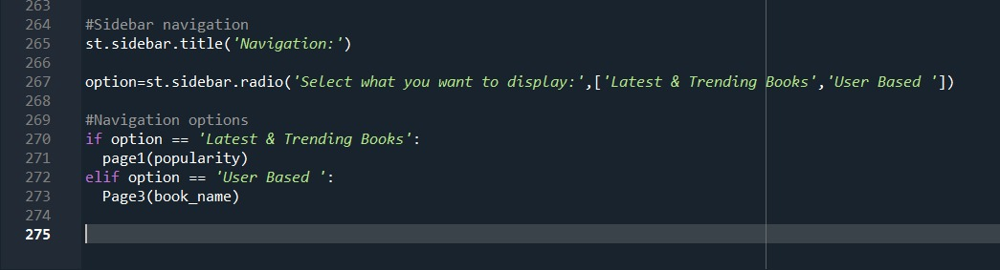 263
264 #Sidebar navigation
265 st.sidebar.title('Navigation:')
266
267 option=st.sidebar.radio('Select what you want to display:',['Latest & Trending Books','User Based '])
268
269 #Navigation options
270 if option == 'Latest & Trending Books':
271   page1(popularity)
272 elif option == 'User Based ':
273   Page3(book_name)
274
275